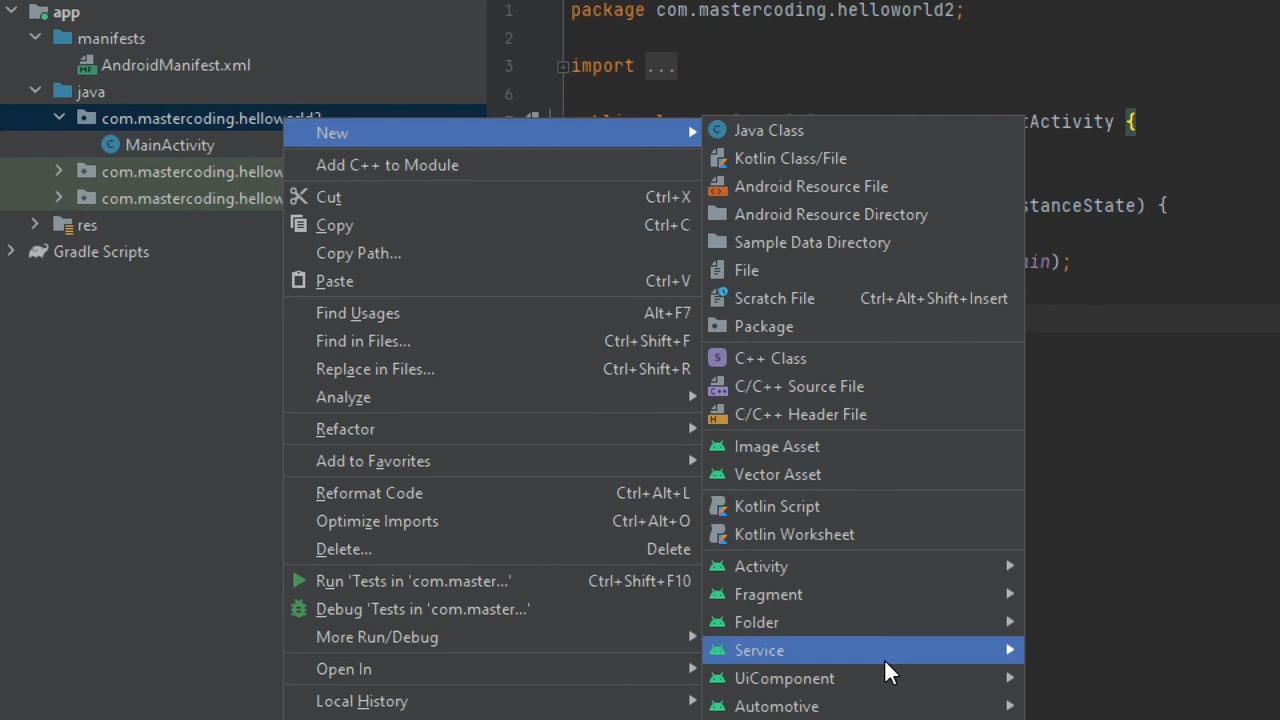 app
manifests
AndroidManifest.xml
java
com.mastercoding.helloworld2
MainActivity
com.mastercoding.hellow
com.mastercoding.hellow
res
Gradle Scripts
1 package com.mastercoding.helloworld2;
2
3 import ...
6
Activity {
stanceState) {
ain);
New
Add C++ to Module
Cut Ctrl+X
Copy Ctrl+C
Copy Path...
Paste Ctrl+V
Find Usages Alt+F7
Find in Files... Ctrl+Shift+F
Replace in Files... Ctrl+Shift+R
Analyze
Refactor
Add to Favorites
Reformat Code Ctrl+Alt+L
Optimize Imports Ctrl+Alt+O
Delete... Delete
Run 'Tests in 'com.master...' Ctrl+Shift+F10
Debug 'Tests in 'com.master...'
More Run/Debug
Open In
Local History
Java Class
Kotlin Class/File
Android Resource File
Android Resource Directory
Sample Data Directory
File
Scratch File Ctrl+Alt+Shift+Insert
Package
C++ Class
C/C++ Source File
C/C++ Header File
Image Asset
Vector Asset
Kotlin Script
Kotlin Worksheet
Activity
Fragment
Folder
Service
UiComponent
Automotive